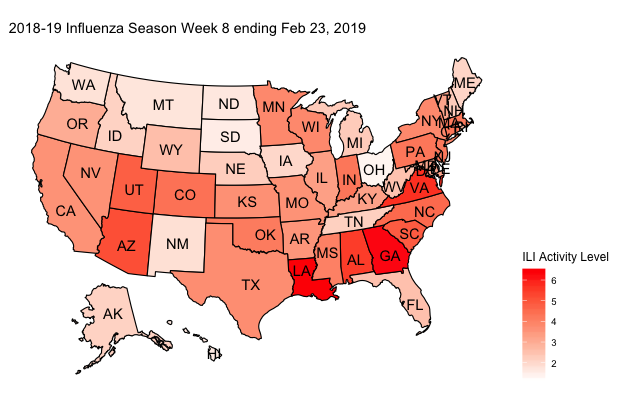 2018-19 Influenza Season Week 8 ending Feb 23, 2019
WA
MT
ND
MN
ME
VT
NH
OR
ID
SD
WI
NY
MI
WY
IA
PA
NJ
NE
OH
NV
UT
CO
KS
MO
IL
IN
KY
WV
VA
CA
AZ
NM
OK
AR
TN
NC
SC
MS
AL
GA
LA
TX
FL
AK
HI
ILI Activity Level
6
5
4
3
2